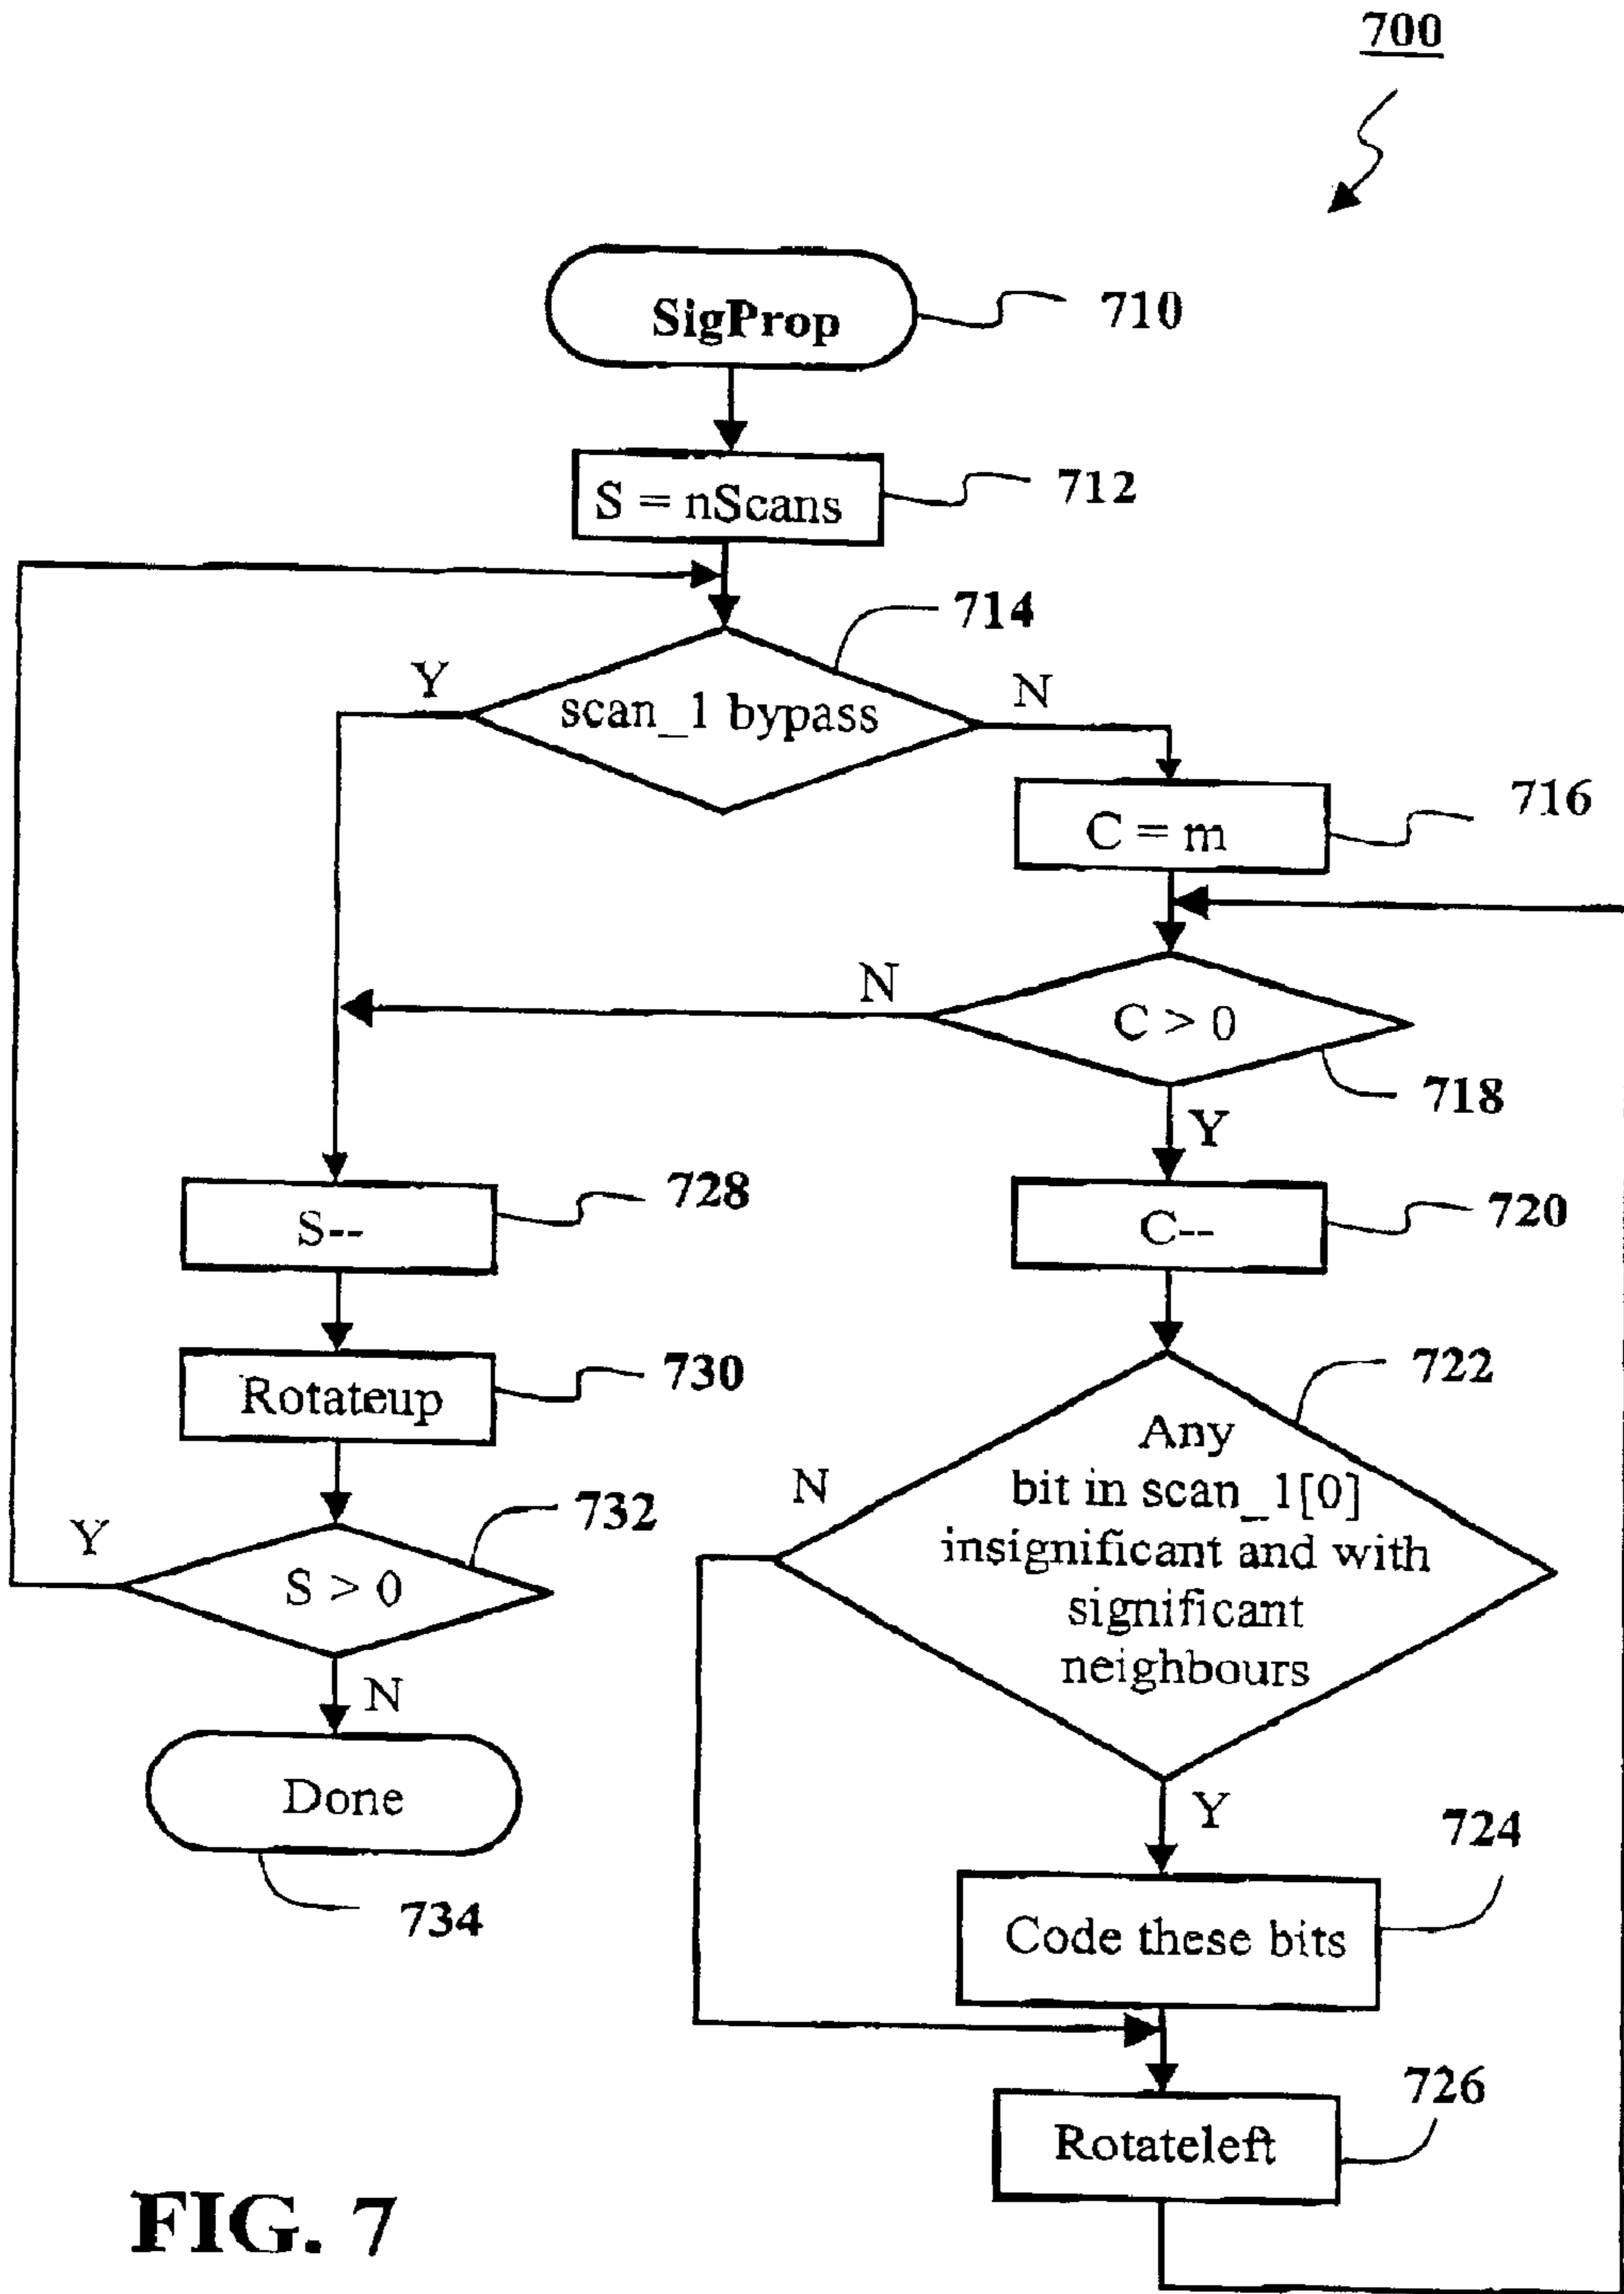 700
SigProp
710
S = nScans
712
714
Y
scan_1 bypass
N
C = m
716
N
C > 0
718
Y
S--
728
C--
720
Rotateup
730
722
Any
bit in scan_1[0]
insignificant and with
significant
neighbours
N
Y
S > 0
732
N
Done
734
Y
Code these bits
724
Rotateleft
726
FIG. 7